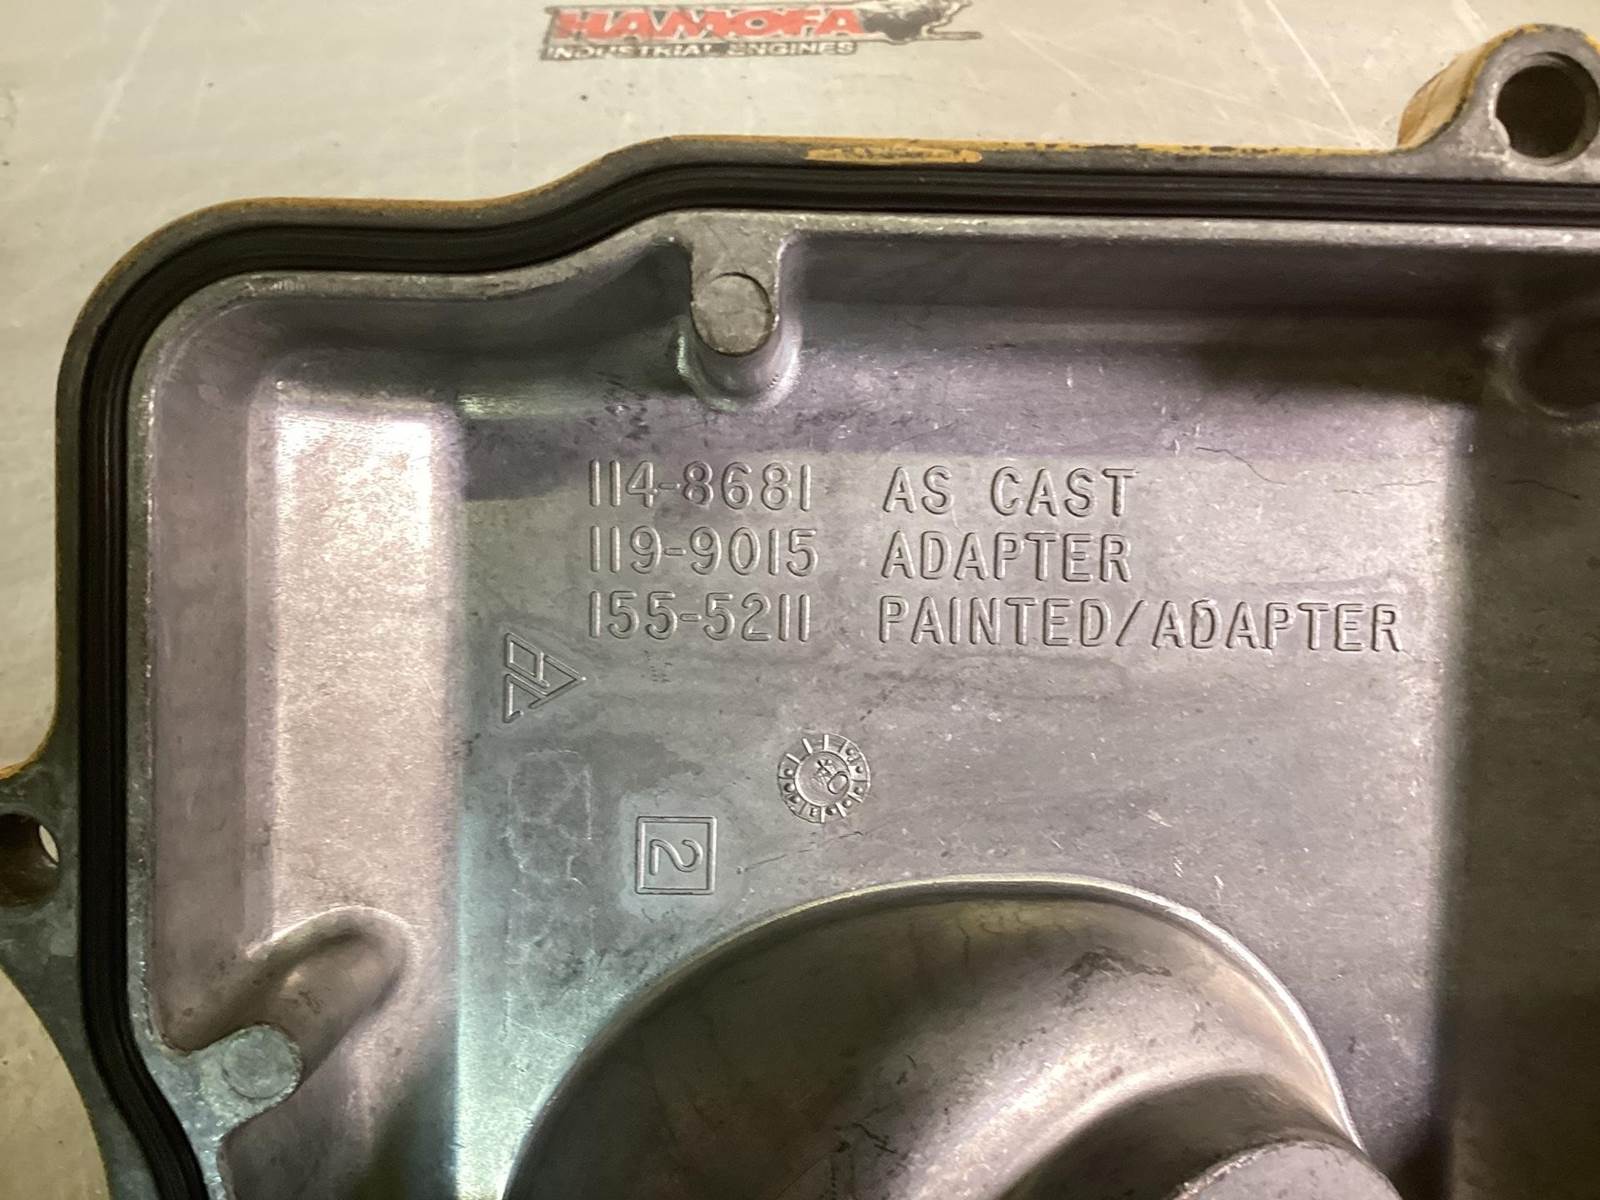 HAMOFA
INDUSTRIAL ENGINES
114-8681 AS CAST
119-9015 ADAPTER
155-5211 PAINTED/ADAPTER
2